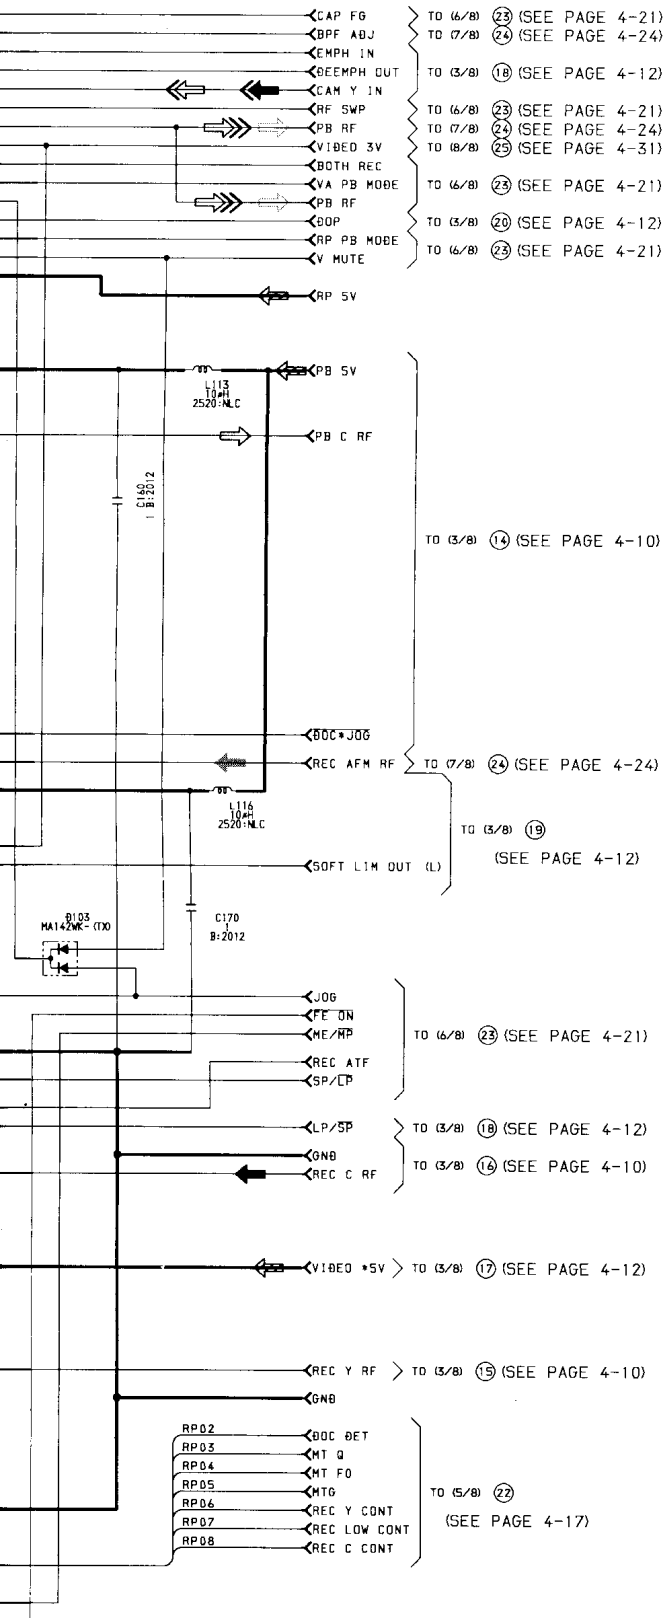 CAP FG TO (6/8) 23 (SEE PAGE 4-21)
BPF ADJ TO (7/8) 24 (SEE PAGE 4-24)
EMPH IN
DEEMPH OUT TO (3/8) 18 (SEE PAGE 4-12)
CAM Y IN
RF SWP TO (6/8) 23 (SEE PAGE 4-21)
PB RF TO (7/8) 24 (SEE PAGE 4-24)
VIDEO 3V TO (8/8) 25 (SEE PAGE 4-31)
BOTH REC
VA PB MODE TO (6/8) 23 (SEE PAGE 4-21)
PB RF
DOP TO (3/8) 20 (SEE PAGE 4-12)
RP PB MODE
TO (6/8) 23 (SEE PAGE 4-21)
V MUTE
RP 5V
PB 5V
L113
10μH
2520:NLC
PB C RF
C160
1 B:2012
TO (3/8) 14 (SEE PAGE 4-10)
DOC*JOG
REC AFM RF TO (7/8) 24 (SEE PAGE 4-24)
L116
10μH
2520:NLC
TO (3/8) 19
(SEE PAGE 4-12)
SOFT LIM OUT (L)
D103
MA142WK-(TX)
C170
1
B:2012
JOG
FE ON
ME/MP TO (6/8) 23 (SEE PAGE 4-21)
REC ATF
SP/LP
LP/SP TO (3/8) 18 (SEE PAGE 4-12)
GND
TO (3/8) 16 (SEE PAGE 4-10)
REC C RF
VIDEO *5V TO (3/8) 17 (SEE PAGE 4-12)
REC Y RF TO (3/8) 15 (SEE PAGE 4-10)
GND
RP02 DOC DET
RP03 MT Q
RP04 MT FO
RP05 MTG TO (5/8) 22
RP06 REC Y CONT (SEE PAGE 4-17)
RP07 REC LOW CONT
RP08 REC C CONT